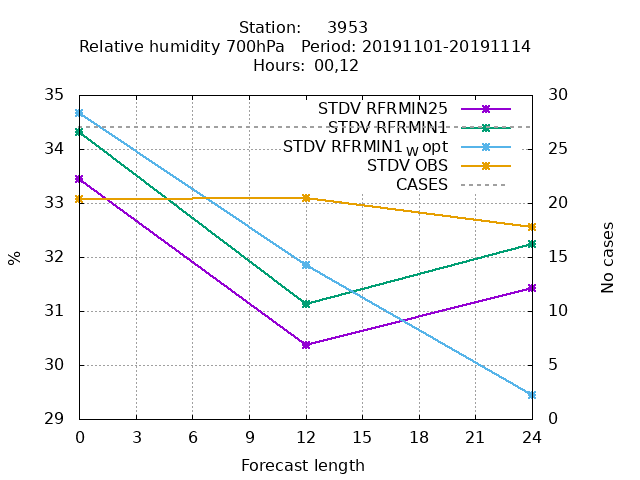 Station: 3953
Relative humidity 700hPa Period: 20191101-20191114
Hours: 00,12
35
34
33
32
31
30
29
%
30
25
20
15
10
5
0
No cases
STDV RFRMIN25
STDV RFRMIN1
STDV RFRMIN1_w opt
STDV OBS
CASES
0 3 6 9 12 15 18 21 24
Forecast length